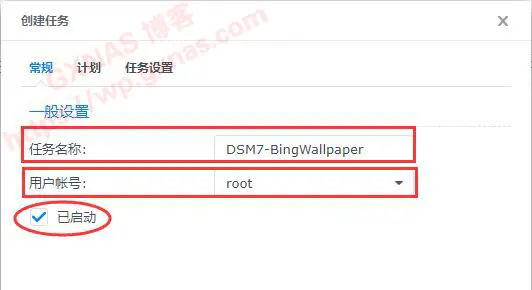 创建任务
常规 计划 任务设置
GXNAS 博客
https://wp.gxnas.com
一般设置
任务名称: DSM7-BingWallpaper
用户帐号: root
已启动